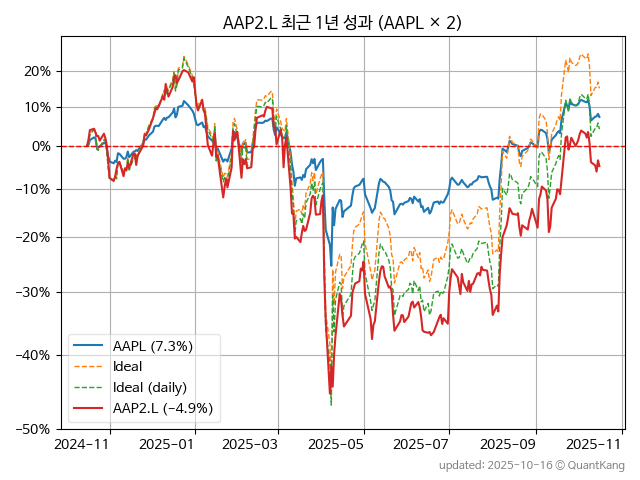 AAP2.L 최근 1년 성과 (AAPL × 2)
20%
10%
0%
−10%
−20%
−30%
−40%
−50%
AAPL (7.3%)
Ideal
Ideal (daily)
AAP2.L (−4.9%)
2024-11
2025-01
2025-03
2025-05
2025-07
2025-09
2025-11
updated: 2025-10-16 © QuantKang